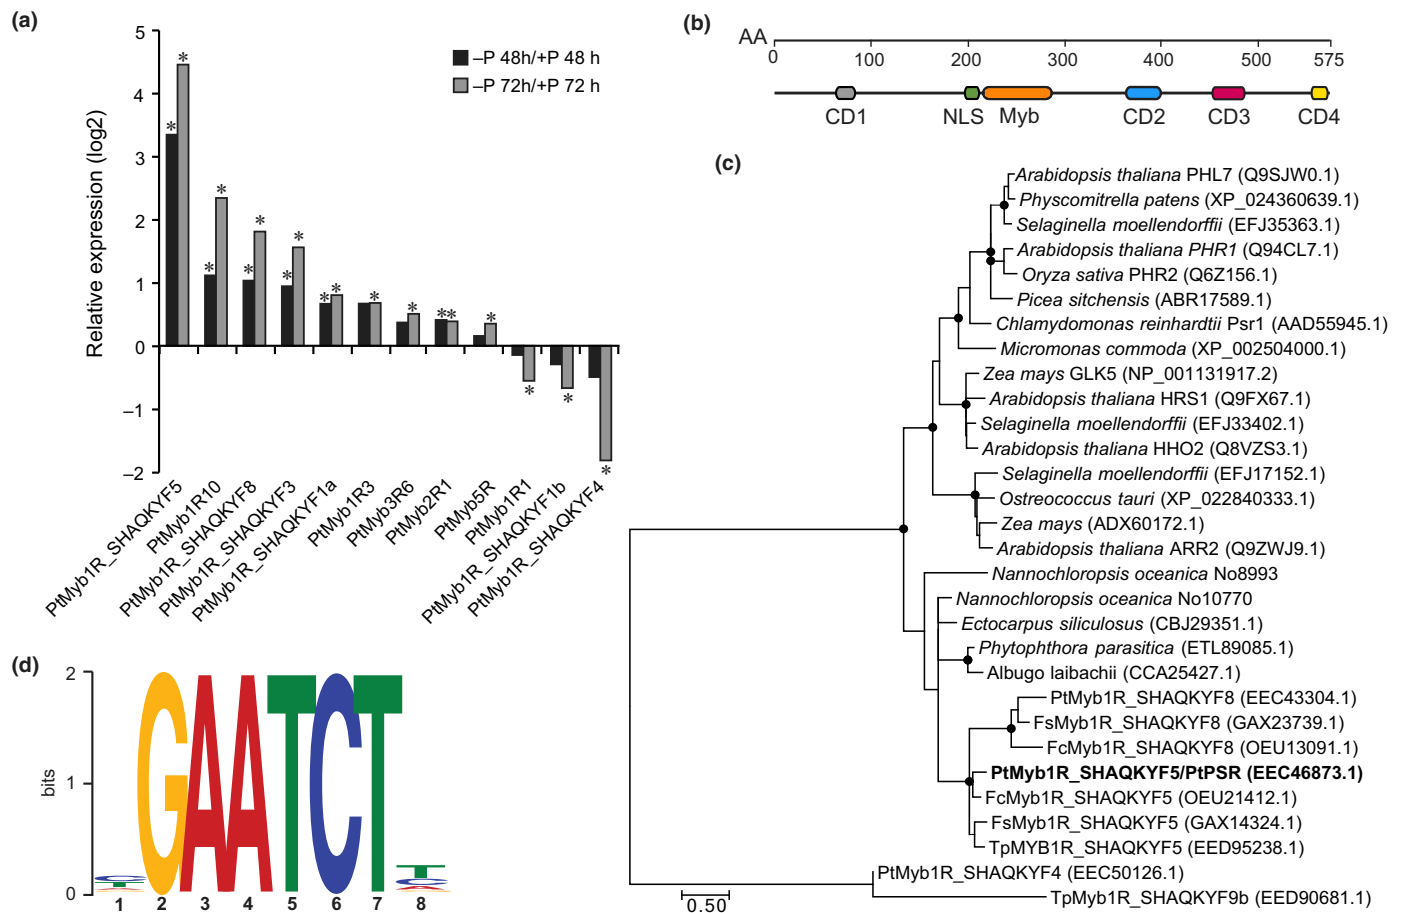 (a)
Relative expression (log2)
5
4
3
2
1
0
–1
–2
–P 48h/+P 48 h
–P 72h/+P 72 h
* * * * * * * * * * * * * * * * * *
PtMyb1R_SHAQKYF5
PtMyb1R10
PtMyb1R_SHAQKYF8
PtMyb1R_SHAQKYF3
PtMyb1R_SHAQKYF1a
PtMyb1R3
PtMyb3R6
PtMyb2R1
PtMyb5R
PtMyb1R1
PtMyb1R_SHAQKYF1b
PtMyb1R_SHAQKYF4
(b)
AA
0 100 200 300 400 500 575
CD1 NLS Myb CD2 CD3 CD4
(c)
Arabidopsis thaliana PHL7 (Q9SJW0.1)
Physcomitrella patens (XP_024360639.1)
Selaginella moellendorffii (EFJ35363.1)
Arabidopsis thaliana PHR1 (Q94CL7.1)
Oryza sativa PHR2 (Q6Z156.1)
Picea sitchensis (ABR17589.1)
Chlamydomonas reinhardtii Psr1 (AAD55945.1)
Micromonas commoda (XP_002504000.1)
Zea mays GLK5 (NP_001131917.2)
Arabidopsis thaliana HRS1 (Q9FX67.1)
Selaginella moellendorffii (EFJ33402.1)
Arabidopsis thaliana HHO2 (Q8VZS3.1)
Selaginella moellendorffii (EFJ17152.1)
Ostreococcus tauri (XP_022840333.1)
Zea mays (ADX60172.1)
Arabidopsis thaliana ARR2 (Q9ZWJ9.1)
Nannochloropsis oceanica No8993
Nannochloropsis oceanica No10770
Ectocarpus siliculosus (CBJ29351.1)
Phytophthora parasitica (ETL89085.1)
Albugo laibachii (CCA25427.1)
PtMyb1R_SHAQKYF8 (EEC43304.1)
FsMyb1R_SHAQKYF8 (GAX23739.1)
FcMyb1R_SHAQKYF8 (OEU13091.1)
PtMyb1R_SHAQKYF5/PtPSR (EEC46873.1)
FcMyb1R_SHAQKYF5 (OEU21412.1)
FsMyb1R_SHAQKYF5 (GAX14324.1)
TpMYB1R_SHAQKYF5 (EED95238.1)
PtMyb1R_SHAQKYF4 (EEC50126.1)
TpMyb1R_SHAQKYF9b (EED90681.1)
0.50
(d)
bits
2
1
0
GAATCT
1 2 3 4 5 6 7 8